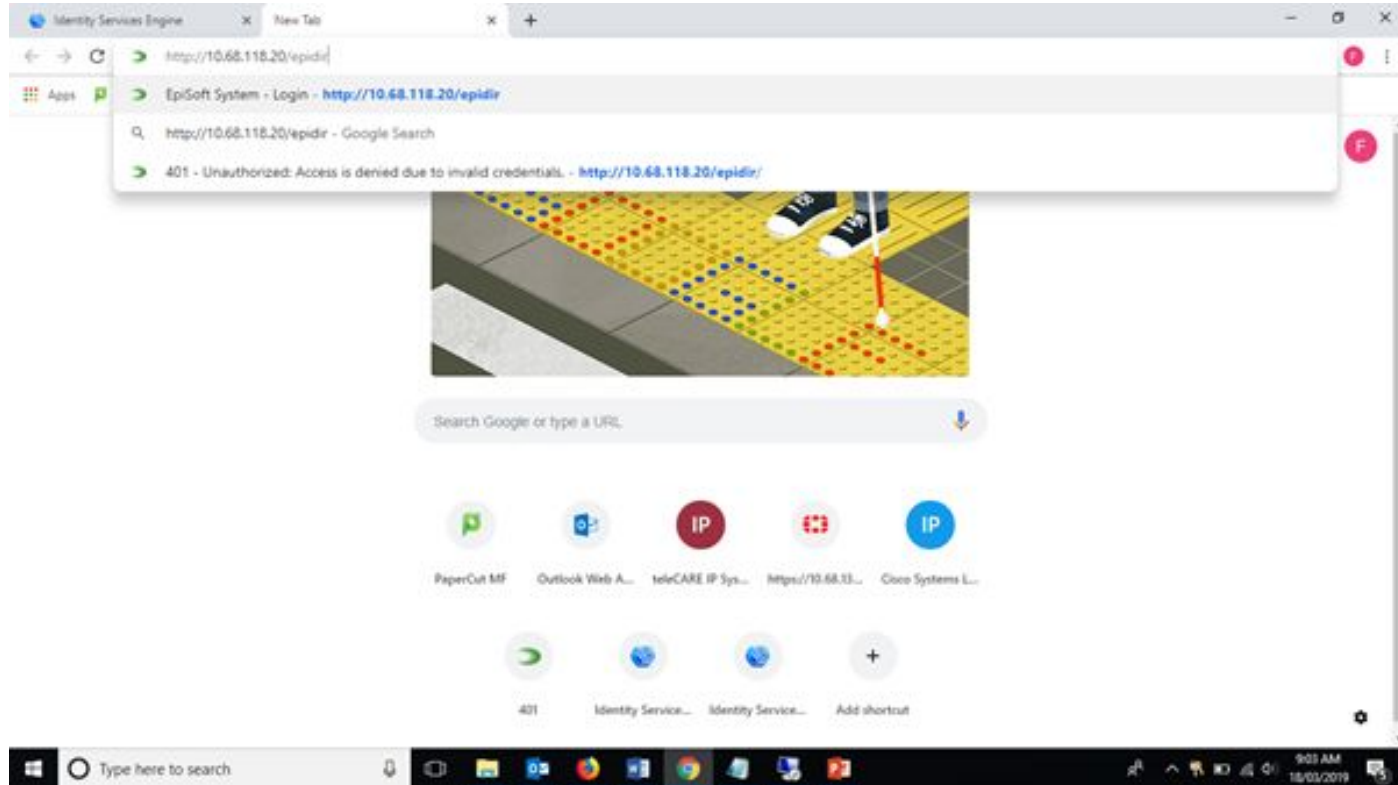 Identity Services Engine
New Tab
http://10.68.118.20/epidir
Apps
F
EpiSoft System - Login - http://10.68.118.20/epidir
http://10.68.118.20/epidir - Google Search
401 - Unauthorized: Access is denied due to invalid credentials. - http://10.68.118.20/epidir/
F
Search Google or type a URL
IP
IP
PaperCut MF
Outlook Web A...
teleCARE IP Sys...
https://10.68.13...
Cisco Systems L...
401
Identity Service...
Identity Service...
Add shortcut
Type here to search
9:03 AM
18/03/2019